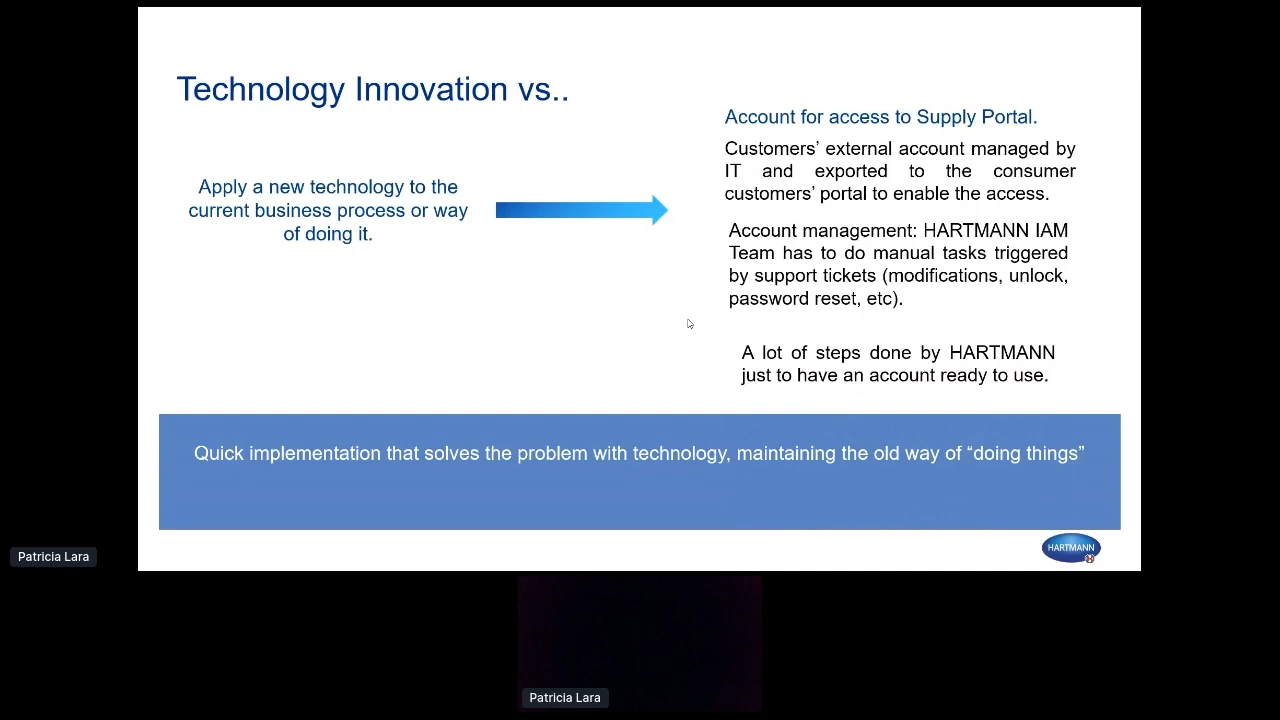 Technology Innovation vs..
Apply a new technology to the
current business process or way
of doing it.
Account for access to Supply Portal.
Customers’ external account managed by
IT and exported to the consumer
customers’ portal to enable the access.
Account management: HARTMANN IAM
Team has to do manual tasks triggered
by support tickets (modifications, unlock,
password reset, etc).
A lot of steps done by HARTMANN
just to have an account ready to use.
Quick implementation that solves the problem with technology, maintaining the old way of “doing things”
HARTMANN
Patricia Lara
Patricia Lara